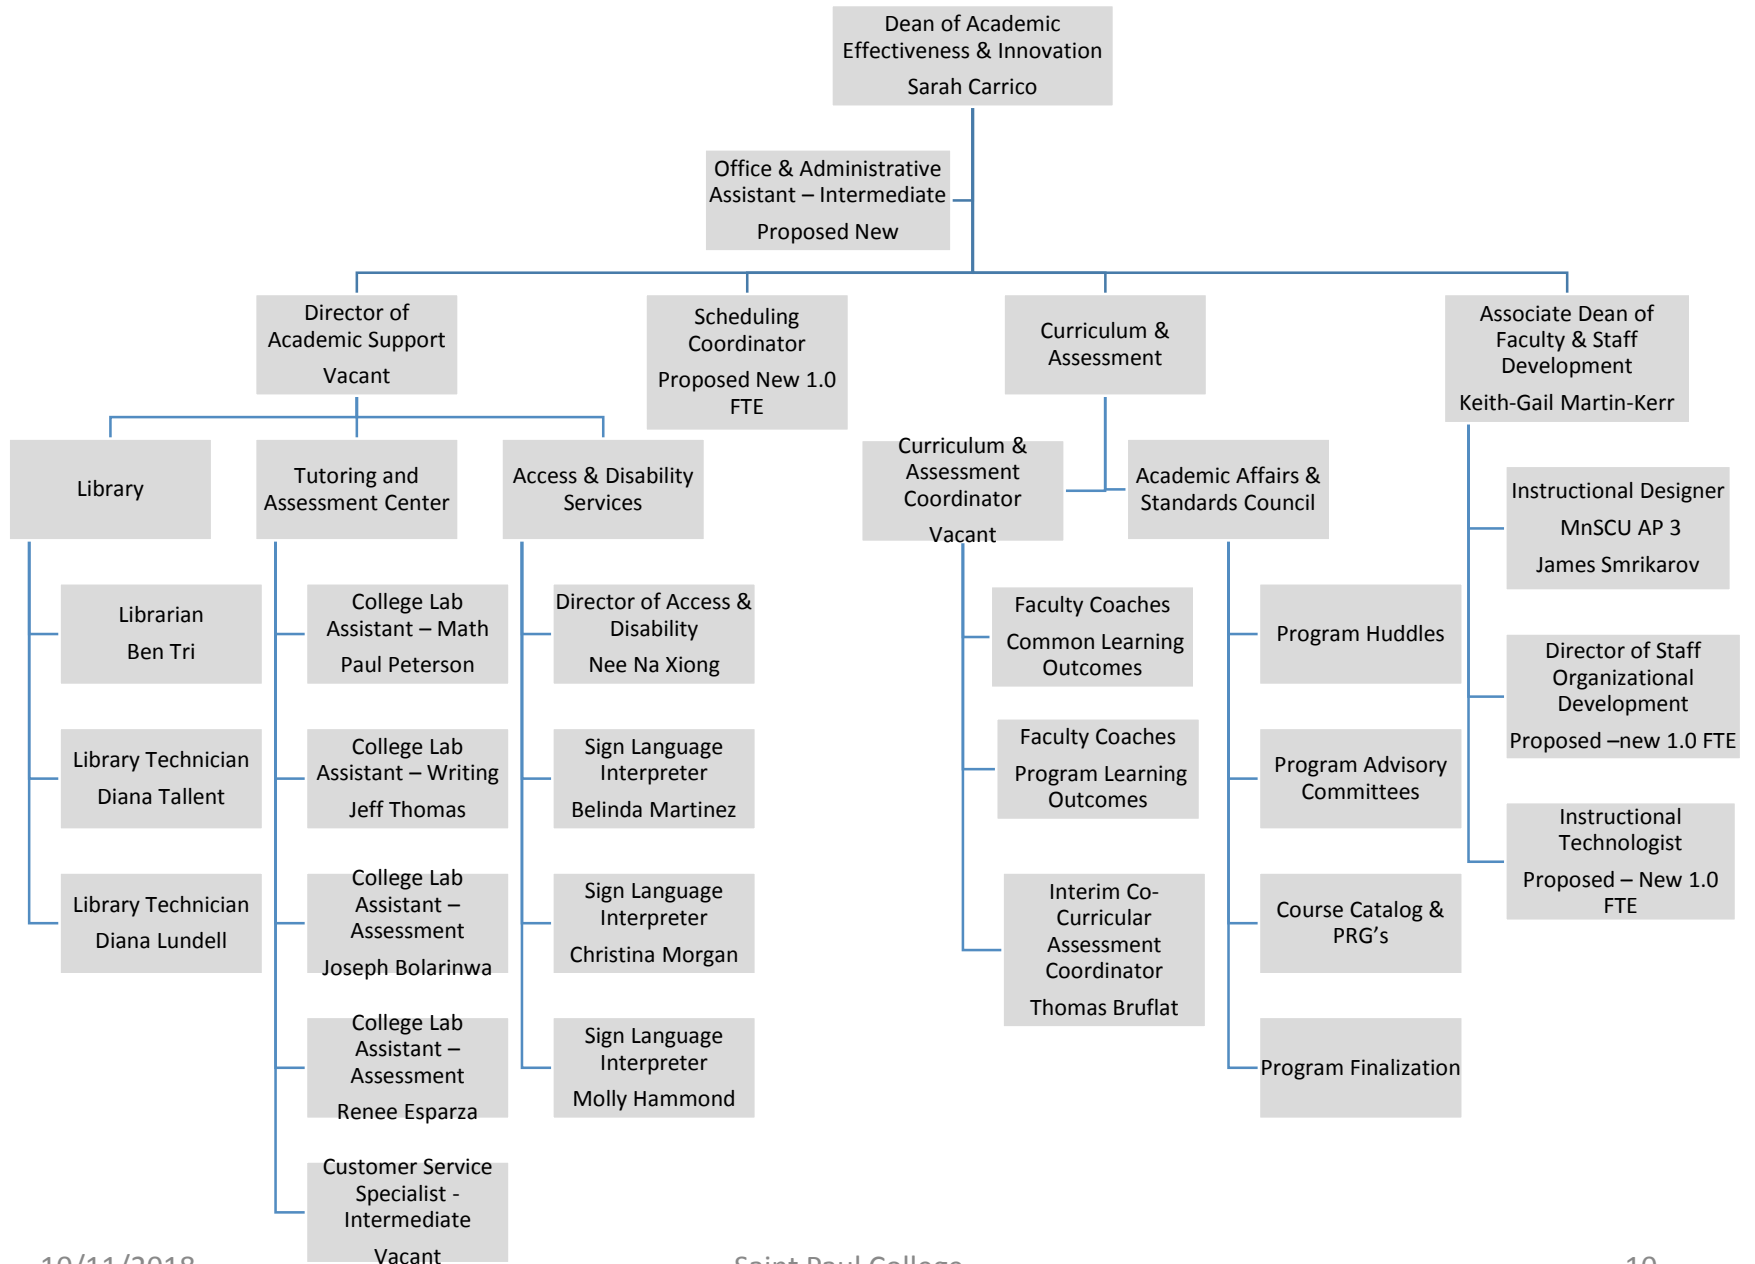 Dean of Academic
Effectiveness & Innovation
Sarah Carrico
Office & Administrative
Assistant – Intermediate
Proposed New
Director of
Academic Support
Vacant
Scheduling
Coordinator
Proposed New 1.0
FTE
Curriculum &
Assessment
Associate Dean of
Faculty & Staff
Development
Keith-Gail Martin-Kerr
Library
Tutoring and
Assessment Center
Access & Disability
Services
Curriculum &
Assessment
Coordinator
Vacant
Academic Affairs &
Standards Council
Instructional Designer
MnSCU AP 3
James Smrikarov
Librarian
Ben Tri
College Lab
Assistant – Math
Paul Peterson
Director of Access &
Disability
Nee Na Xiong
Faculty Coaches
Common Learning
Outcomes
Program Huddles
Director of Staff
Organizational
Development
Proposed –new 1.0 FTE
Library Technician
Diana Tallent
College Lab
Assistant – Writing
Jeff Thomas
Sign Language
Interpreter
Belinda Martinez
Faculty Coaches
Program Learning
Outcomes
Program Advisory
Committees
Instructional
Technologist
Proposed – New 1.0
FTE
Library Technician
Diana Lundell
College Lab
Assistant –
Assessment
Joseph Bolarinwa
Sign Language
Interpreter
Christina Morgan
Interim Co-
Curricular
Assessment
Coordinator
Thomas Bruflat
Course Catalog &
PRG's
College Lab
Assistant –
Assessment
Renee Esparza
Sign Language
Interpreter
Molly Hammond
Program Finalization
Customer Service
Specialist -
Intermediate
Vacant
10/11/2018
Saint Paul College
10